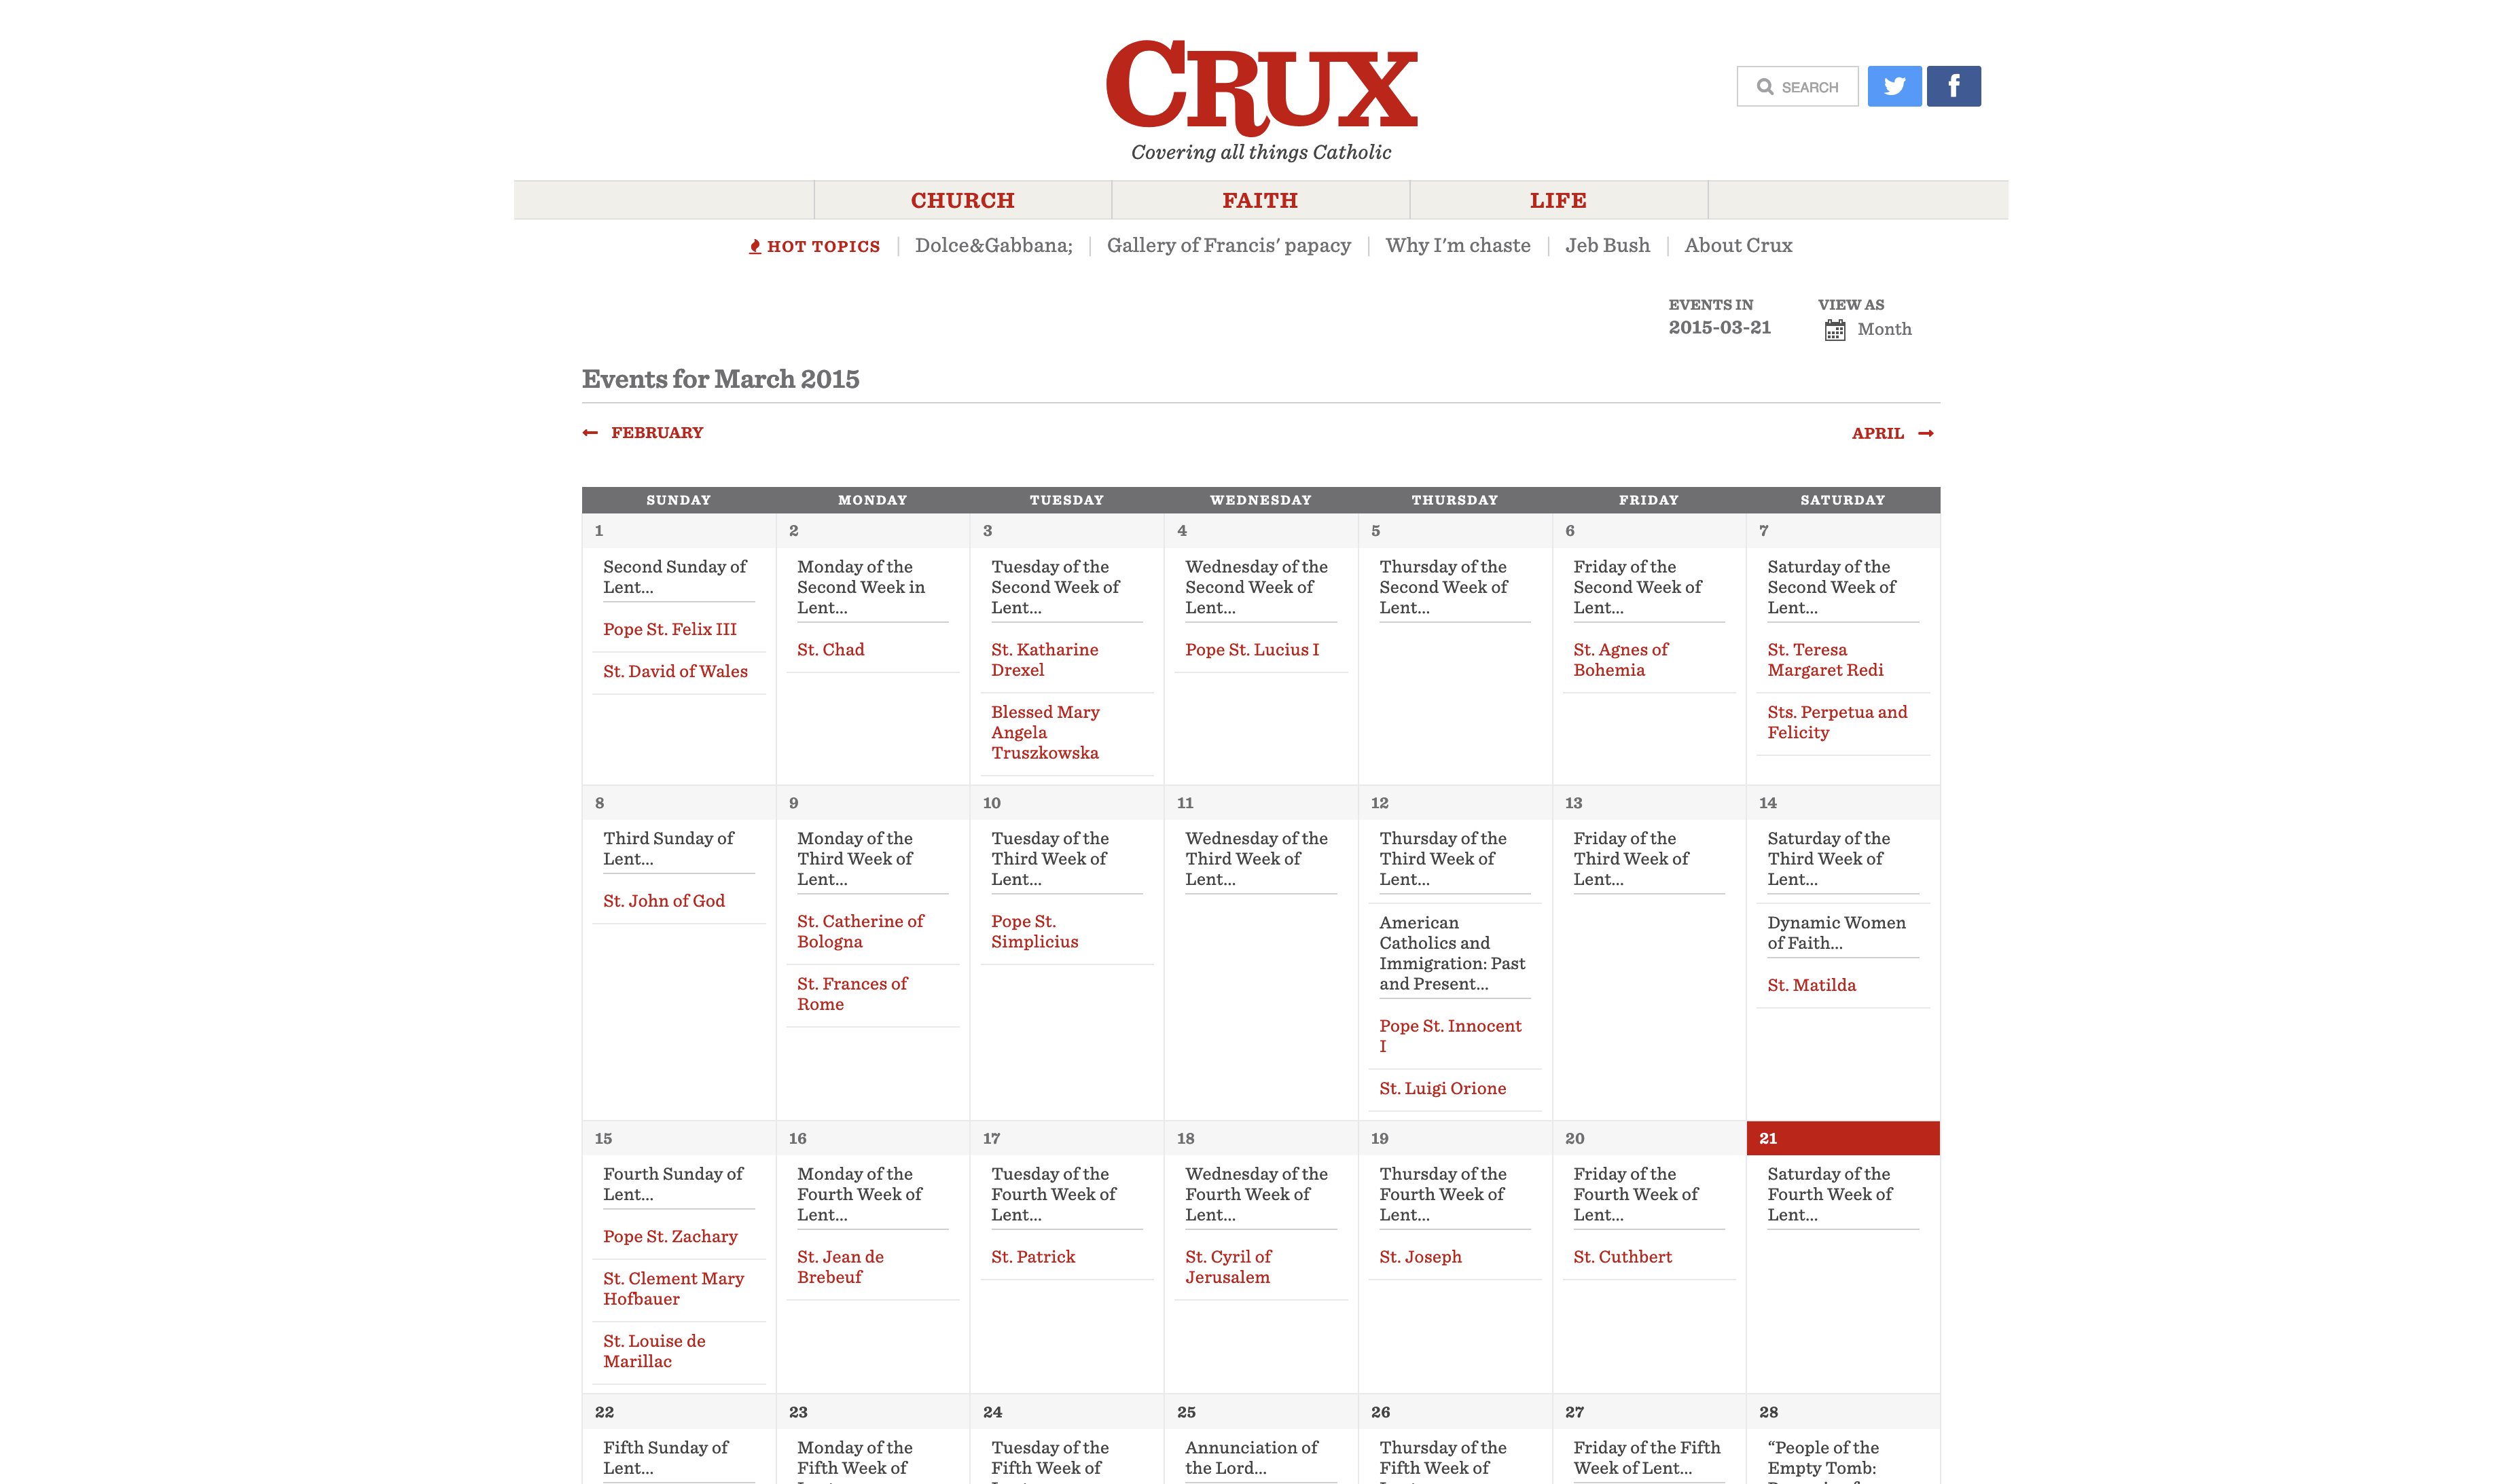 CRUX
Covering all things Catholic
SEARCH
CHURCH
FAITH
LIFE
HOT TOPICS
Dolce&Gabbana;
Gallery of Francis' papacy
Why I'm chaste
Jeb Bush
About Crux
EVENTS IN
2015-03-21
VIEW AS
Month
Events for March 2015
FEBRUARY
APRIL
SUNDAY
MONDAY
TUESDAY
WEDNESDAY
THURSDAY
FRIDAY
SATURDAY
1
Second Sunday of
Lent...
Pope St. Felix III
St. David of Wales
2
Monday of the
Second Week in
Lent...
St. Chad
3
Tuesday of the
Second Week of
Lent...
St. Katharine
Drexel
Blessed Mary
Angela
Truszkowska
4
Wednesday of the
Second Week of
Lent...
Pope St. Lucius I
5
Thursday of the
Second Week of
Lent...
6
Friday of the
Second Week of
Lent...
St. Agnes of
Bohemia
7
Saturday of the
Second Week of
Lent...
St. Teresa
Margaret Redi
Sts. Perpetua and
Felicity
8
Third Sunday of
Lent...
St. John of God
9
Monday of the
Third Week of
Lent...
St. Catherine of
Bologna
St. Frances of
Rome
10
Tuesday of the
Third Week of
Lent...
Pope St.
Simplicius
11
Wednesday of the
Third Week of
Lent...
12
Thursday of the
Third Week of
Lent...
American
Catholics and
Immigration: Past
and Present...
Pope St. Innocent
I
St. Luigi Orione
13
Friday of the
Third Week of
Lent...
14
Saturday of the
Third Week of
Lent...
Dynamic Women
of Faith...
St. Matilda
15
Fourth Sunday of
Lent...
Pope St. Zachary
St. Clement Mary
Hofbauer
St. Louise de
Marillac
16
Monday of the
Fourth Week of
Lent...
St. Jean de
Brebeuf
17
Tuesday of the
Fourth Week of
Lent...
St. Patrick
18
Wednesday of the
Fourth Week of
Lent...
St. Cyril of
Jerusalem
19
Thursday of the
Fourth Week of
Lent...
St. Joseph
20
Friday of the
Fourth Week of
Lent...
St. Cuthbert
21
Saturday of the
Fourth Week of
Lent...
22
Fifth Sunday of
Lent...
23
Monday of the
Fifth Week of
24
Tuesday of the
Fifth Week of
25
Annunciation of
the Lord...
26
Thursday of the
Fifth Week of
27
Friday of the Fifth
Week of Lent...
28
“People of the
Empty Tomb: